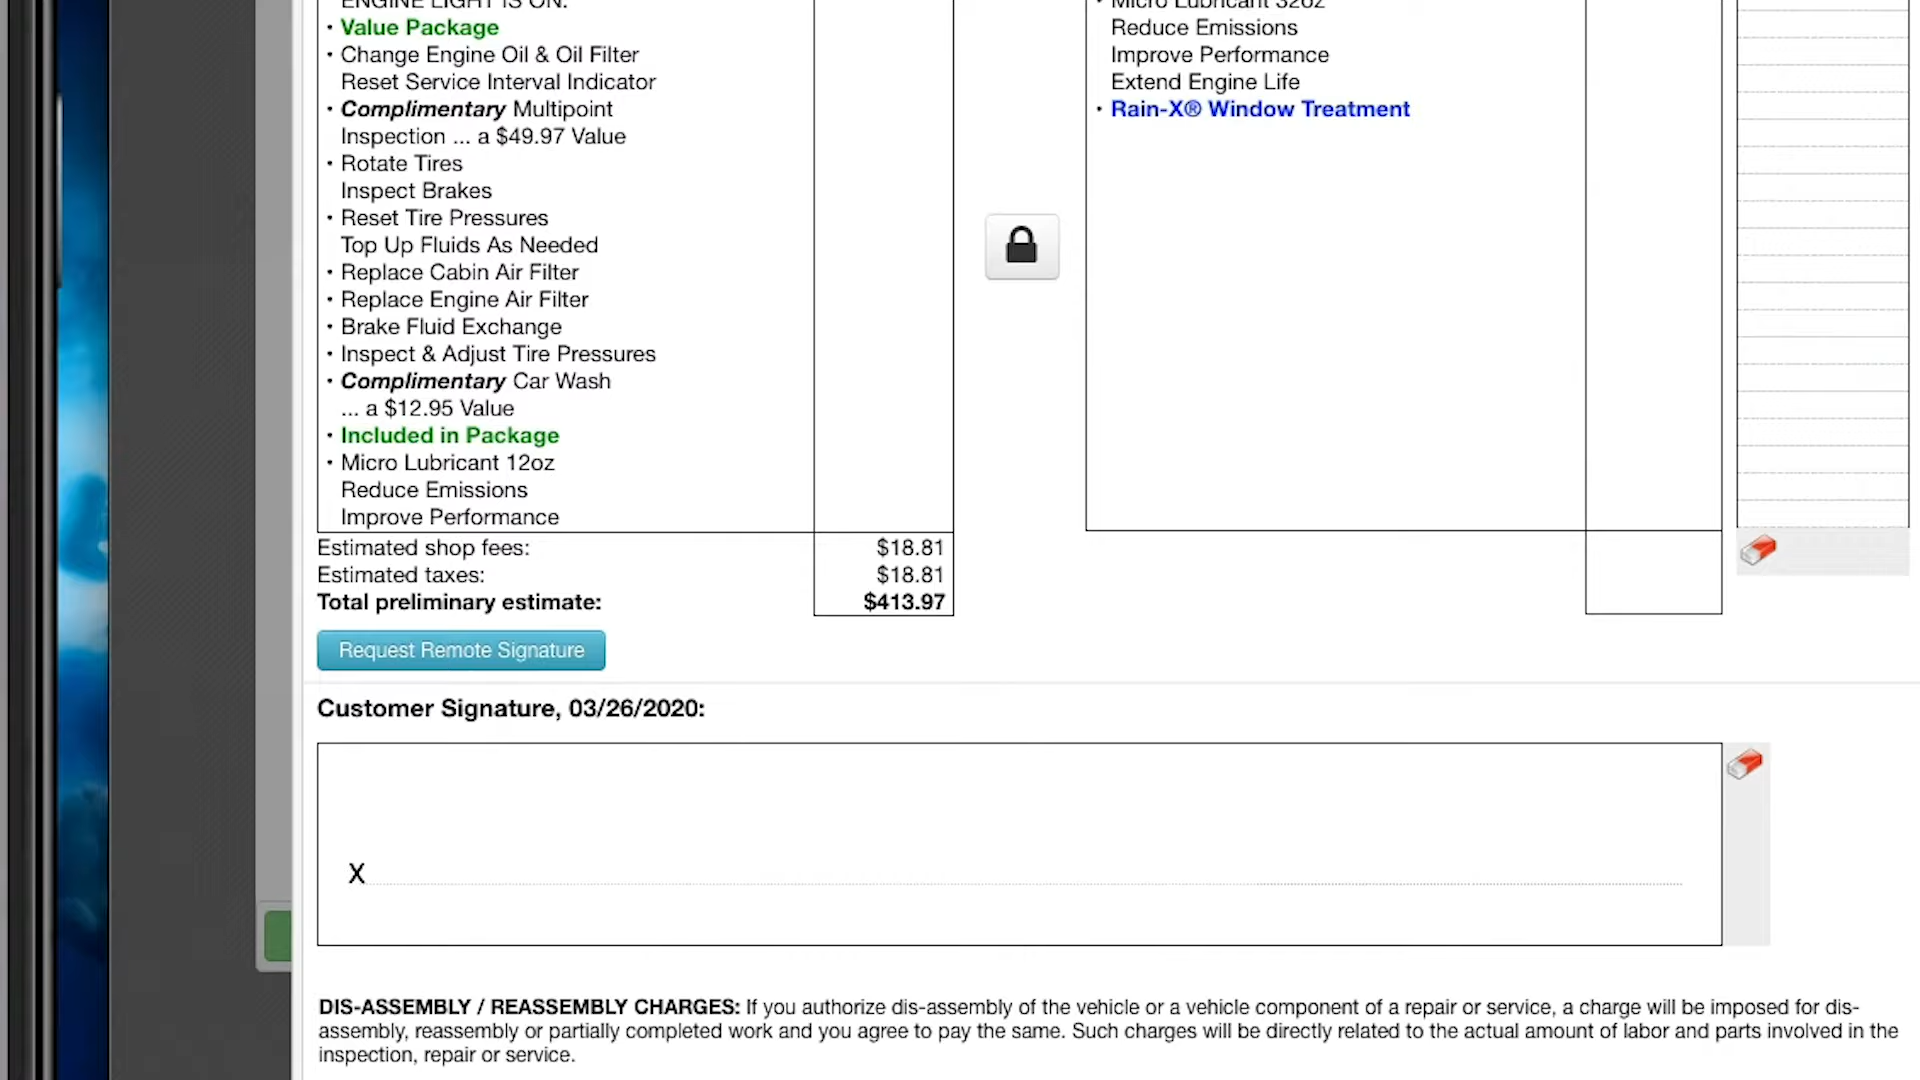 ENGINE LIGHT IS ON.
• Value Package
• Change Engine Oil & Oil Filter
Reset Service Interval Indicator
• Complimentary Multipoint
Inspection ... a $49.97 Value
• Rotate Tires
Inspect Brakes
• Reset Tire Pressures
Top Up Fluids As Needed
• Replace Cabin Air Filter
• Replace Engine Air Filter
• Brake Fluid Exchange
• Inspect & Adjust Tire Pressures
• Complimentary Car Wash
... a $12.95 Value
• Included in Package
• Micro Lubricant 12oz
Reduce Emissions
Improve Performance
• Micro Lubricant 32oz
Reduce Emissions
Improve Performance
Extend Engine Life
• Rain-X® Window Treatment
Estimated shop fees: $18.81
Estimated taxes: $18.81
Total preliminary estimate: $413.97
Request Remote Signature
Customer Signature, 03/26/2020:
X
DIS-ASSEMBLY / REASSEMBLY CHARGES: If you authorize dis-assembly of the vehicle or a vehicle component of a repair or service, a charge will be imposed for dis-
assembly, reassembly or partially completed work and you agree to pay the same. Such charges will be directly related to the actual amount of labor and parts involved in the
inspection, repair or service.